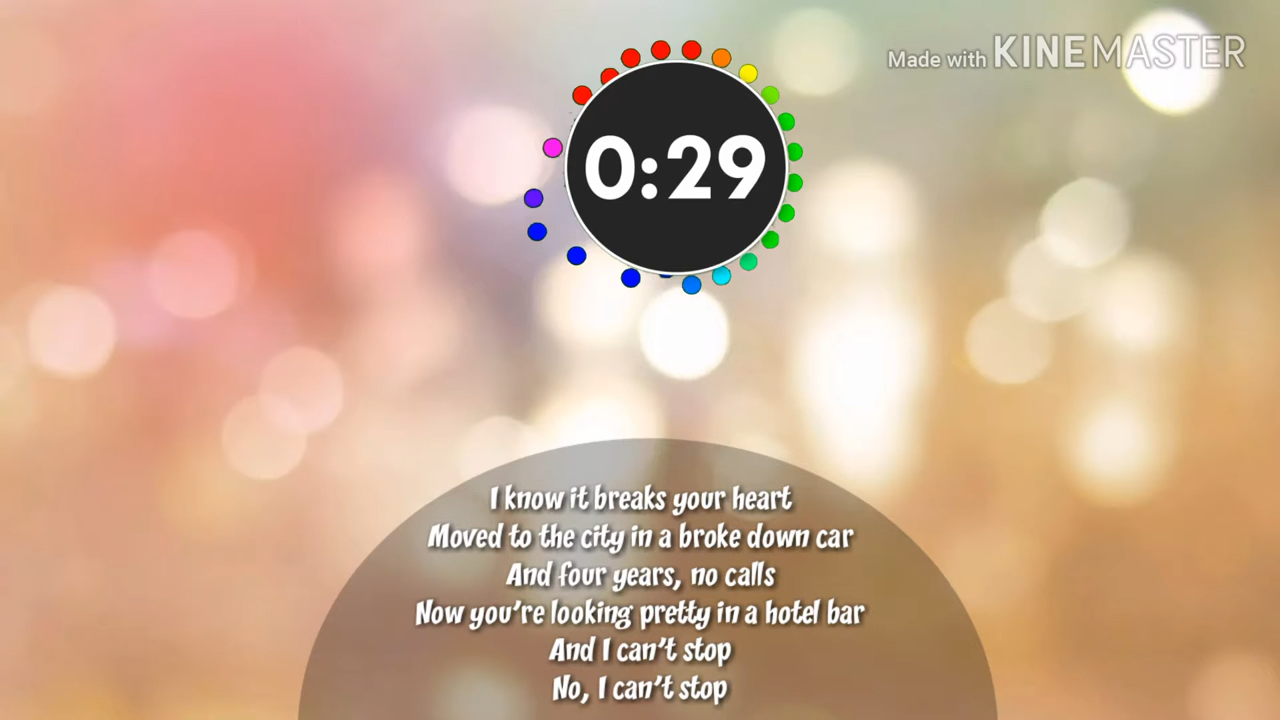 Made with KINEMASTER
0:29
I know it breaks your heart
Moved to the city in a broke down car
And four years, no calls
Now you're looking pretty in a hotel bar
And I can't stop
No, I can't stop